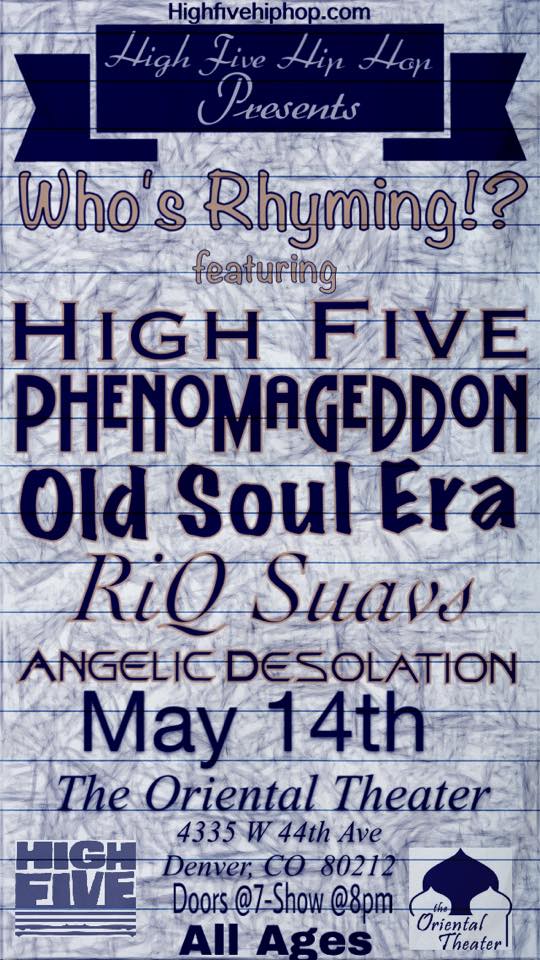 Highfivehiphop.com
High Five Hip Hop
Presents
Who's Rhyming!?
featuring
HIGH FIVE
PHENOMAGEDDON
Old Soul Era
RiQ Suavs
ANGELIC DESOLATION
May 14th
The Oriental Theater
4335 W 44th Ave
Denver, CO 80212
Doors @7-Show @8pm
All Ages
HIGH
FIVE
the
Oriental
Theater